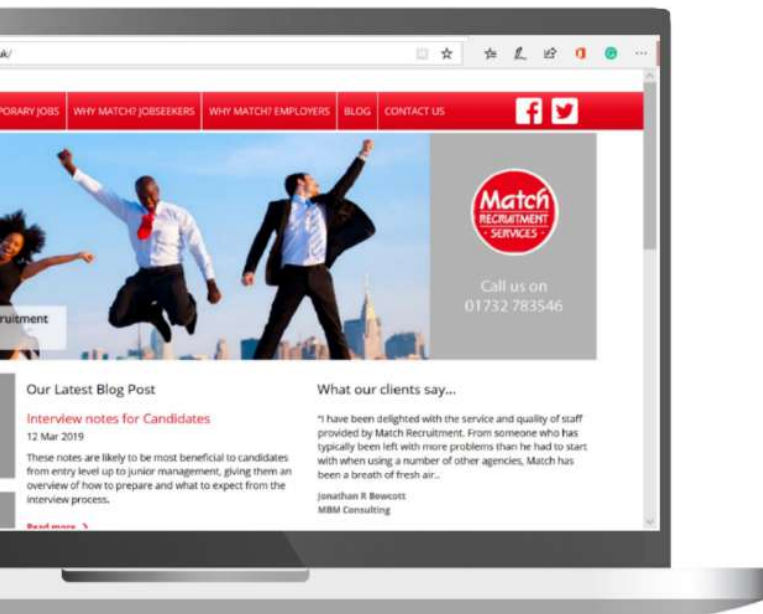 uk/
PORARY JOBS
WHY MATCH? JOBSEEKERS
WHY MATCH? EMPLOYERS
BLOG
CONTACT US
Match
RECRUITMENT
· SERVICES ·
Call us on
01732 783546
ruitment
Our Latest Blog Post
Interview notes for Candidates
12 Mar 2019
These notes are likely to be most beneficial to candidates
from entry level up to junior management, giving them an
overview of how to prepare and what to expect from the
interview process.
Read more
What our clients say...
"I have been delighted with the service and quality of staff
provided by Match Recruitment. From someone who has
typically been left with more problems than he had to start
with when using a number of other agencies, Match has
been a breath of fresh air..
Jonathan R Bowcott
MBM Consulting